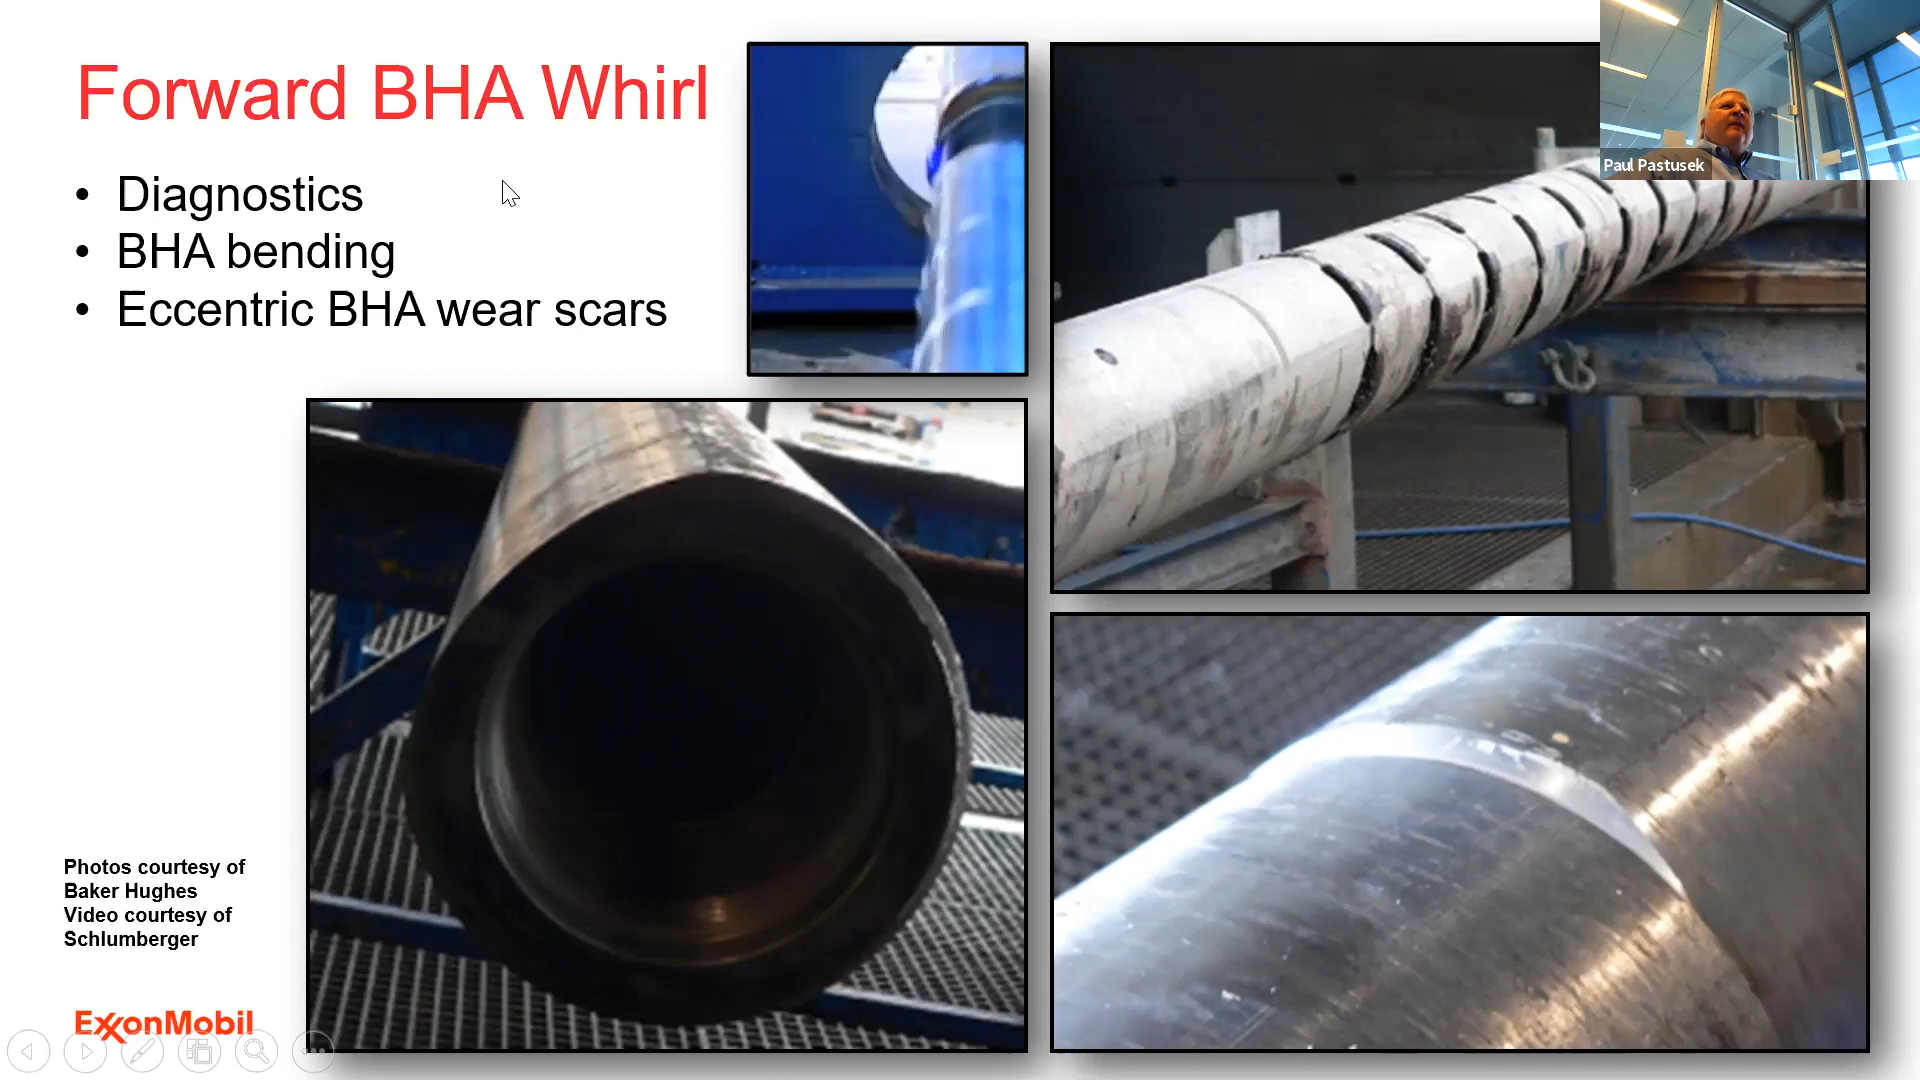 Forward BHA Whirl
• Diagnostics
• BHA bending
• Eccentric BHA wear scars
Paul Pastusek
Photos courtesy of
Baker Hughes
Video courtesy of
Schlumberger
ExxonMobil